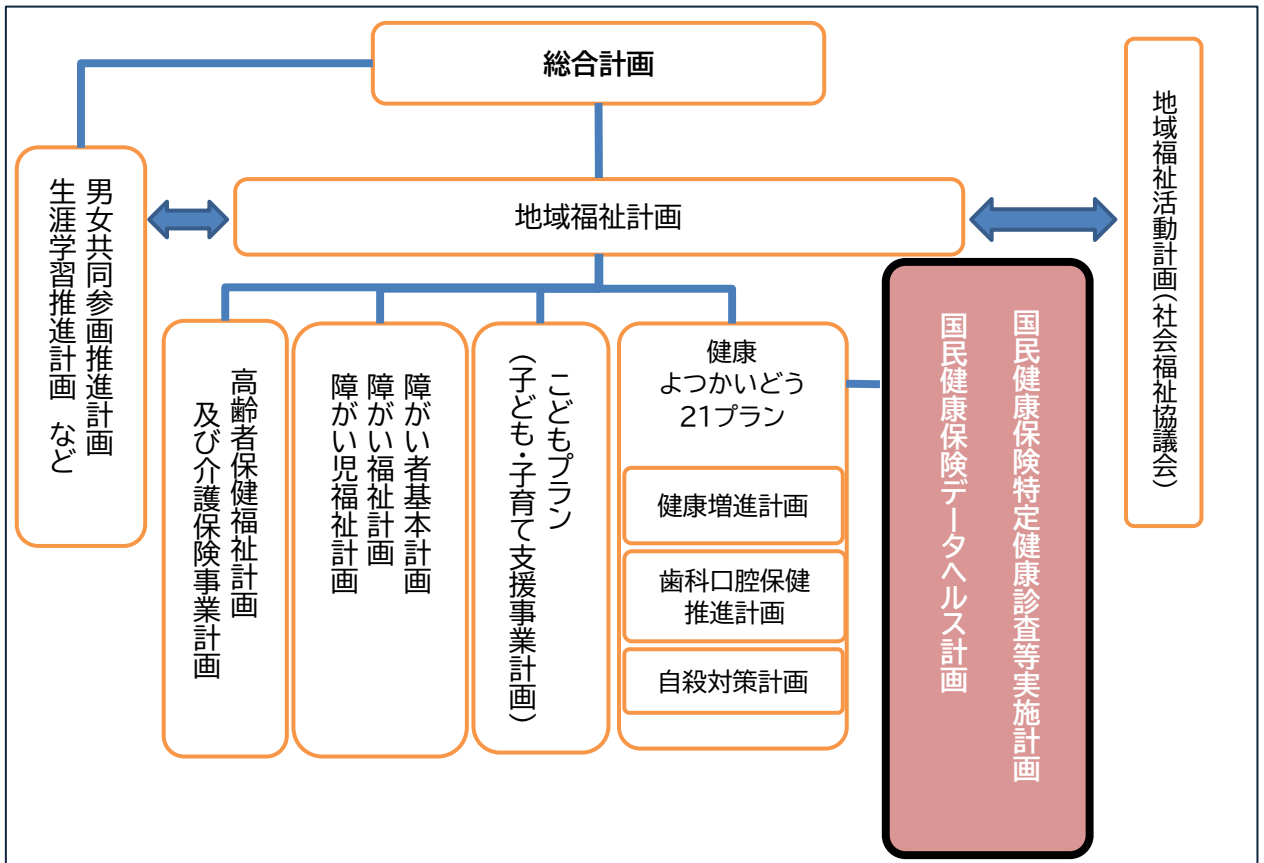 総合計画
地域福祉活動計画(社会福祉協議会)
男女共同参画推進計画
生涯学習推進計画 など
地域福祉計画
高齢者保健福祉計画
及び介護保険事業計画
障がい者基本計画
障がい福祉計画
障がい児福祉計画
こどもプラン
(子ども・子育て支援事業計画)
健康
よつかいどう
21プラン
健康増進計画
歯科口腔保健
推進計画
自殺対策計画
国民健康保険特定健康診査等実施計画
国民健康保険データヘルス計画